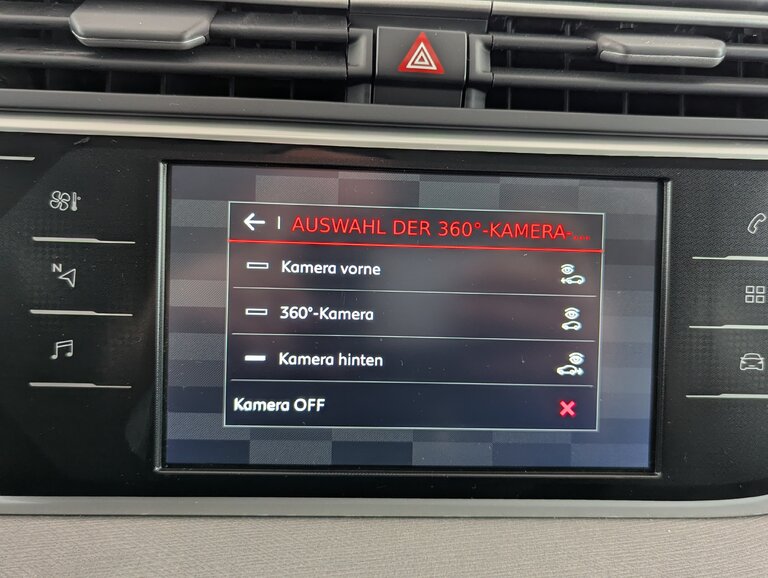 AUSWAHL DER 360°-KAMERA-...
Kamera vorne
360°-Kamera
Kamera hinten
Kamera OFF
N